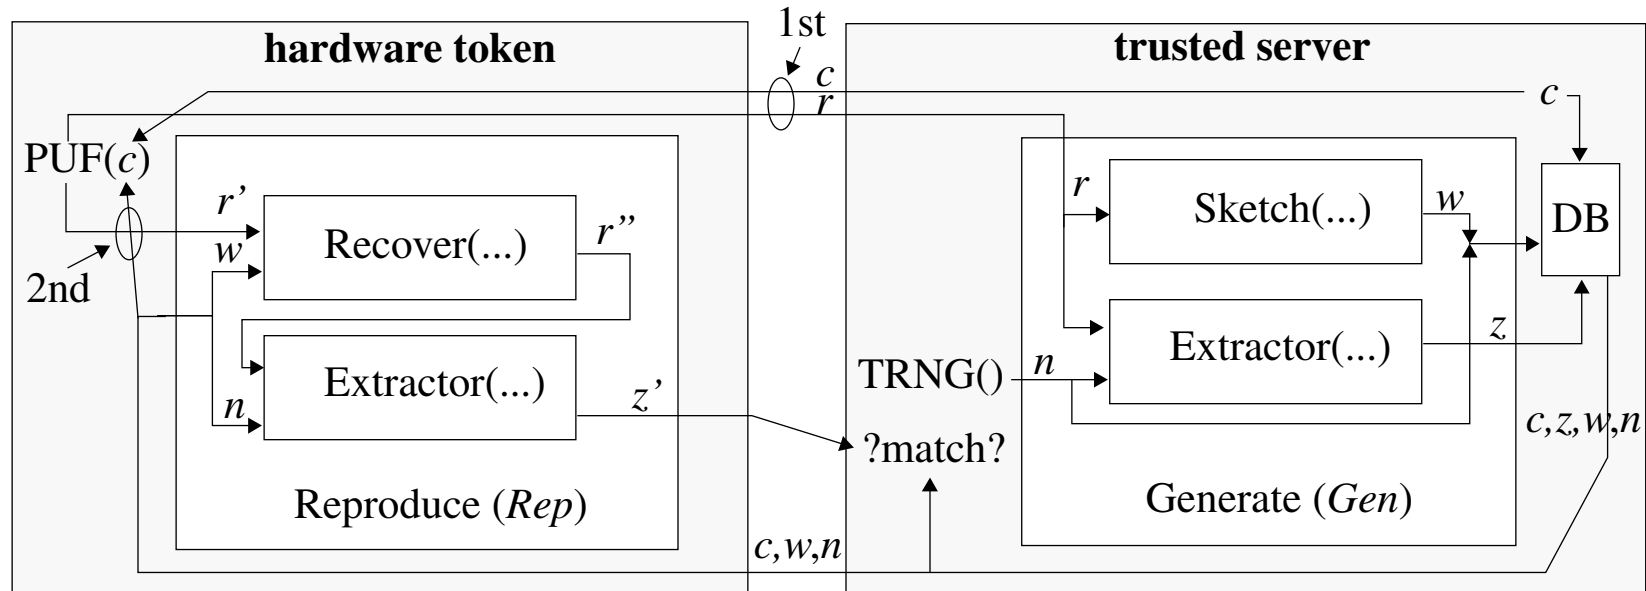 1st
hardware token
trusted server
c
r
c
PUF(c)
r’
w
Recover(...)
r”
2nd
Extractor(...)
n
z’
Reproduce (Rep)
c,w,n
r
Sketch(...)
w
DB
Extractor(...)
z
TRNG()
n
?match?
c,z,w,n
Generate (Gen)